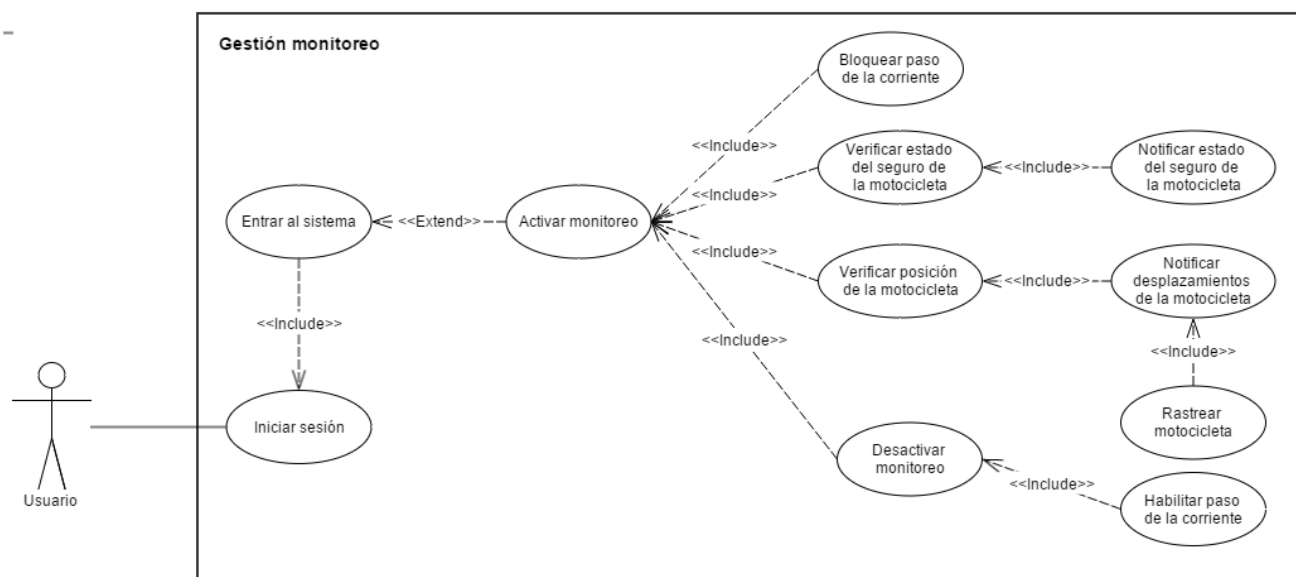 Gestión monitoreo
Bloquear paso
de la corriente
<<Include>>
Verificar estado
del seguro de
la motocicleta
<<Include>>
Notificar estado
del seguro de
la motocicleta
<<Include>>
Entrar al sistema
<<Extend>>
Activar monitoreo
<<Include>>
Verificar posición
de la motocicleta
<<Include>>
Notificar
desplazamientos
de la motocicleta
<<Include>>
<<Include>>
<<Include>>
Iniciar sesión
Rastrear
motocicleta
Desactivar
monitoreo
<<Include>>
Habilitar paso
de la corriente
Usuario